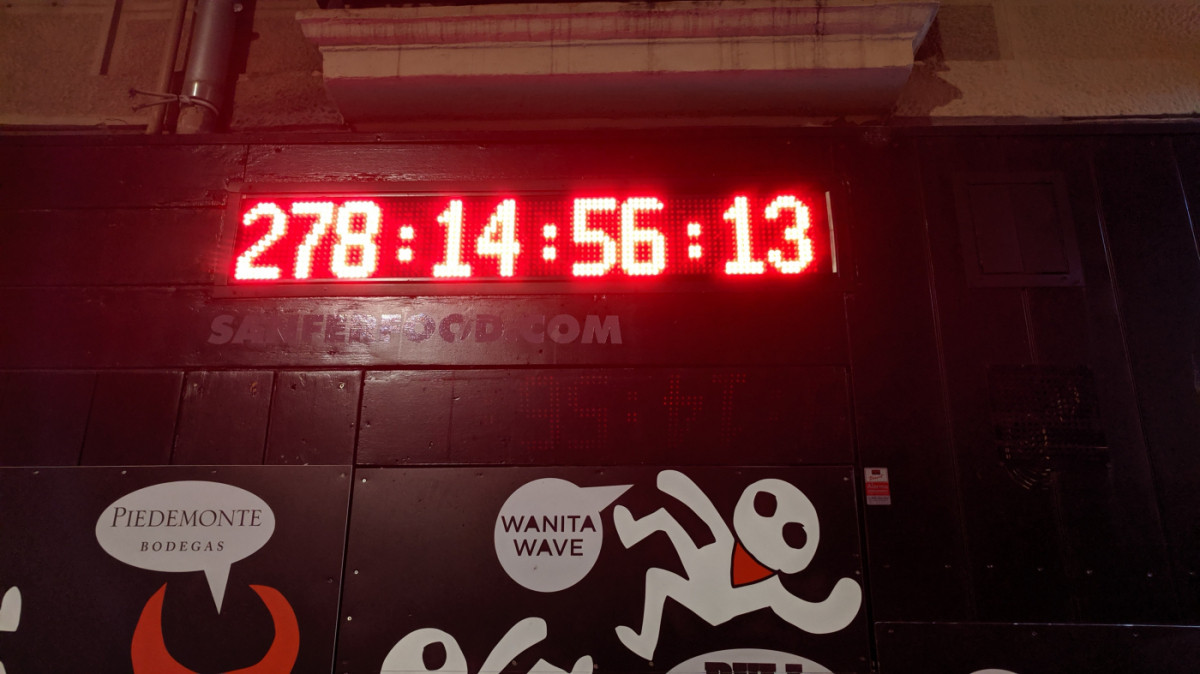 278:14:56:13
SANFERFOOD.COM
PIEDEMONTE
BODEGAS
WANITA
WAVE